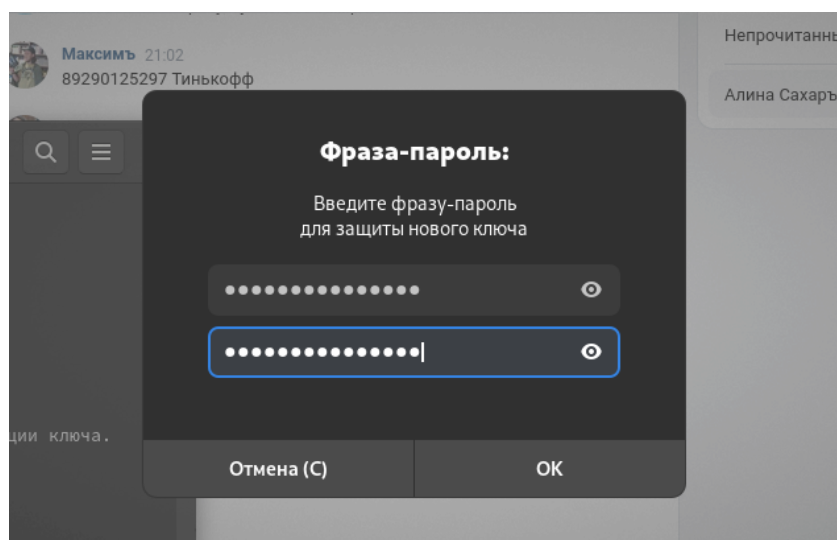 Максимъ 21:02
89290125297 Тинькофф
Непрочитанны
Алина Сахаръ
Фраза-пароль:
Введите фразу-пароль
для защиты нового ключа
ции ключа.
Отмена (C)
OK